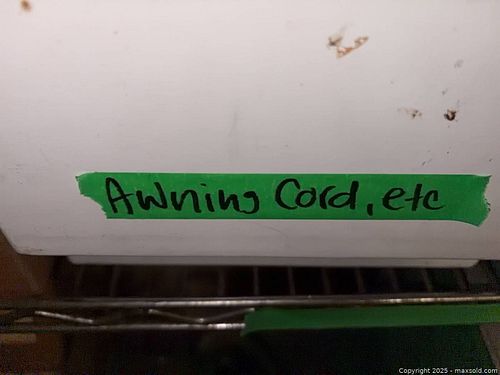 Awning Cord, etc
Copyright 2025 - maxsold.com